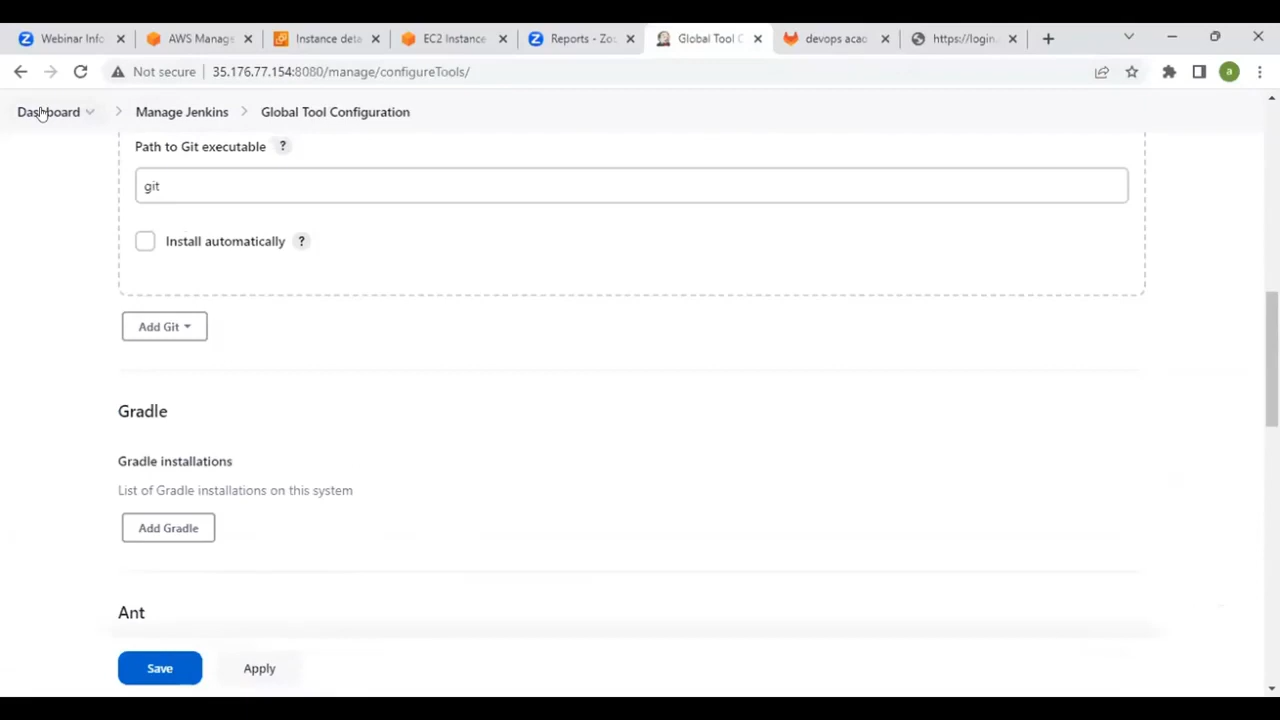 Webinar Info
AWS Manag
Instance deta
EC2 Instance
Reports - Zo
Global Tool C
devops acad
https://login.
Not secure
35.176.77.154:8080/manage/configureTools/
a
Dashboard
Manage Jenkins
Global Tool Configuration
Path to Git executable ?
git
Install automatically ?
Add Git
Gradle
Gradle installations
List of Gradle installations on this system
Add Gradle
Ant
Save
Apply